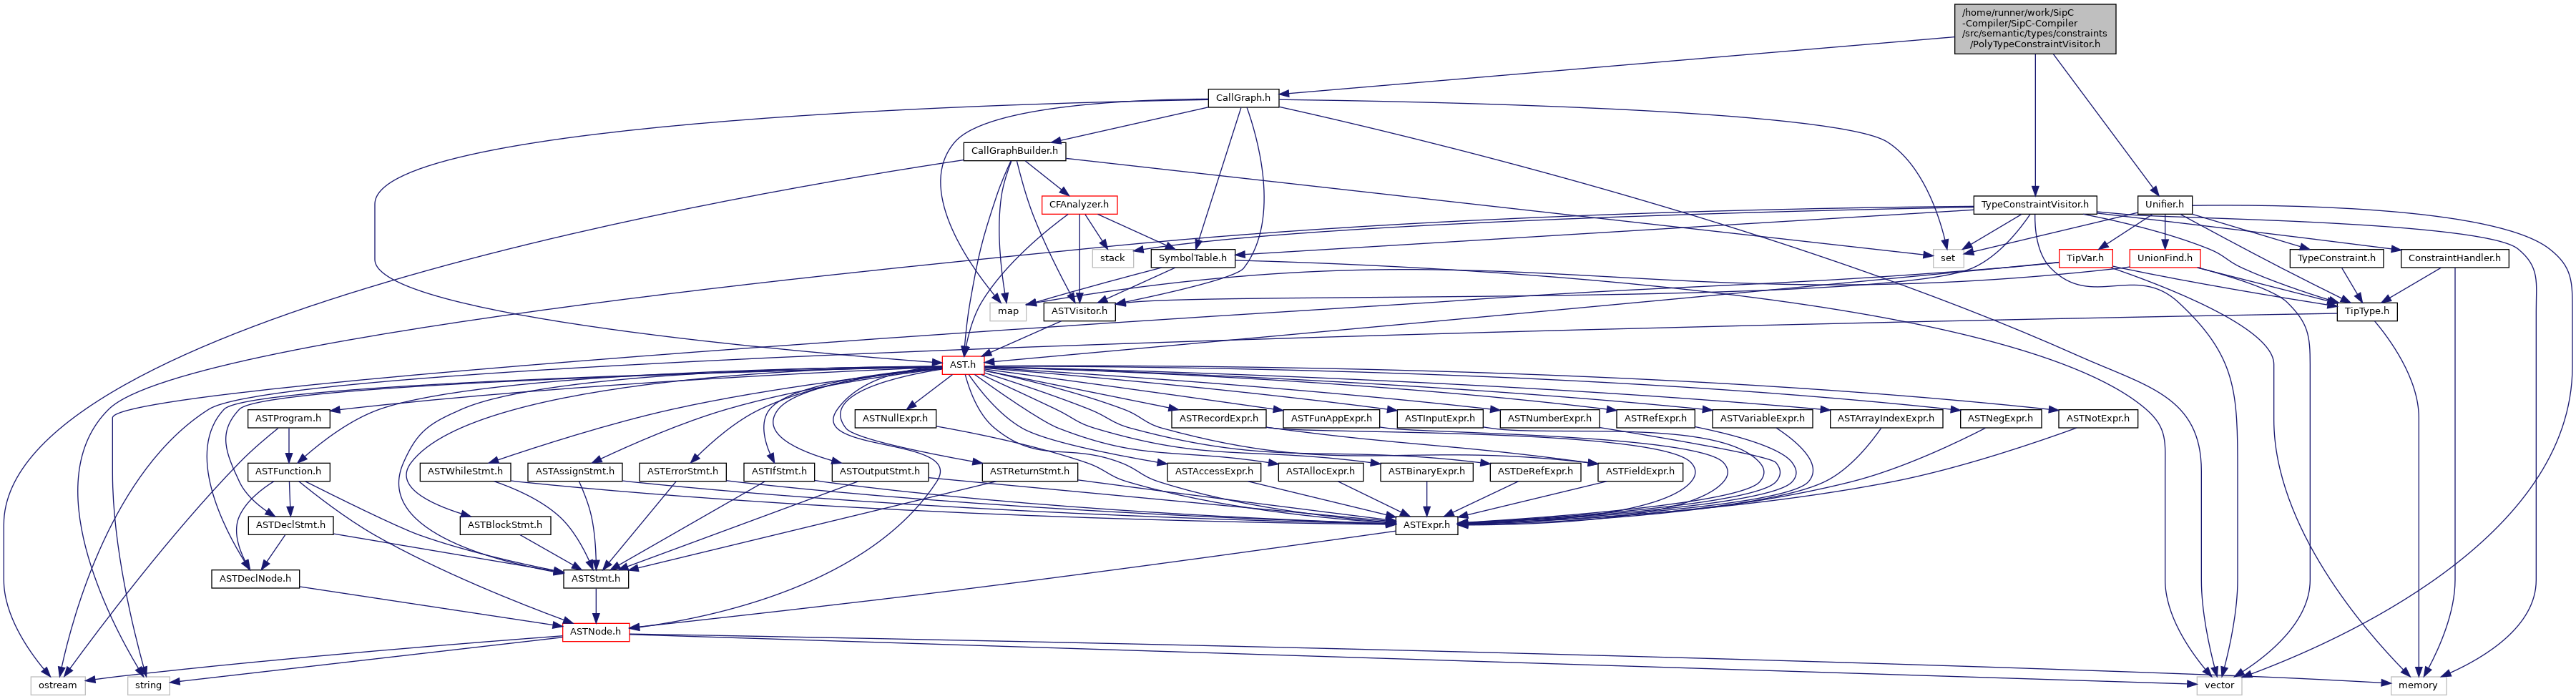 /home/runner/work/SipC
-Compiler/SipC-Compiler
/src/semantic/types/constraints
/PolyTypeConstraintVisitor.h
CallGraph.h
CallGraphBuilder.h
CFAnalyzer.h
TypeConstraintVisitor.h
Unifier.h
stack
SymbolTable.h
set
TipVar.h
UnionFind.h
TypeConstraint.h
ConstraintHandler.h
map
ASTVisitor.h
TipType.h
AST.h
ASTProgram.h
ASTNullExpr.h
ASTRecordExpr.h
ASTFunAppExpr.h
ASTInputExpr.h
ASTNumberExpr.h
ASTRefExpr.h
ASTVariableExpr.h
ASTArrayIndexExpr.h
ASTNegExpr.h
ASTNotExpr.h
ASTFunction.h
ASTWhileStmt.h
ASTAssignStmt.h
ASTErrorStmt.h
ASTIfStmt.h
ASTOutputStmt.h
ASTReturnStmt.h
ASTAccessExpr.h
ASTAllocExpr.h
ASTBinaryExpr.h
ASTDeRefExpr.h
ASTFieldExpr.h
ASTDeclStmt.h
ASTBlockStmt.h
ASTExpr.h
ASTDeclNode.h
ASTStmt.h
ASTNode.h
ostream
string
vector
memory